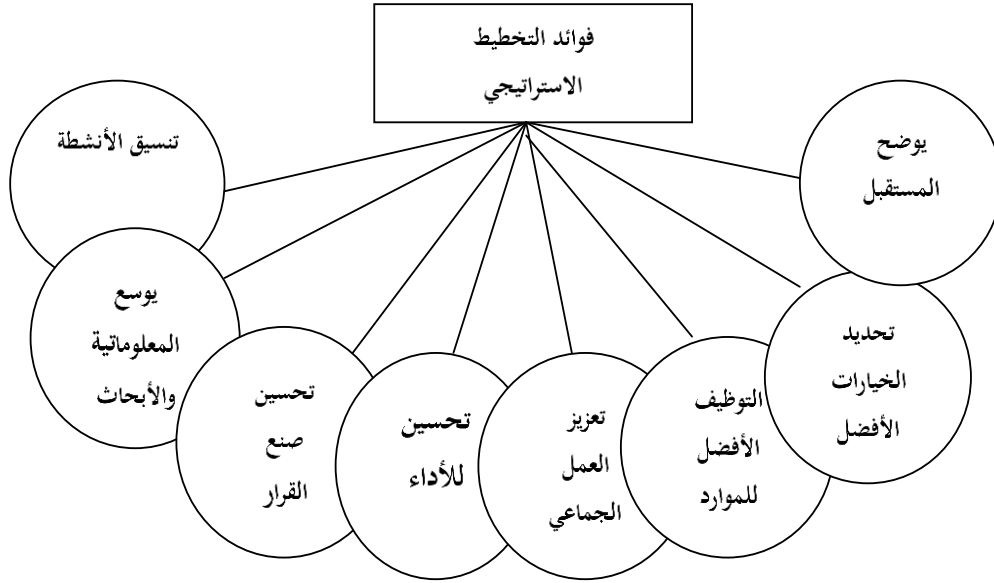 فوائد التخطيط
الاستراتيجي
يوضح
المستقبل
تحديد
الخيارات
الأفضل
التوظيف
الأفضل
للموارد
تعزيز
العمل
الجماعي
تحسين
للأداء
تحسين
صنع
القرار
يوسع
المعلوماتية
والأبحاث
تنسيق الأنشطة